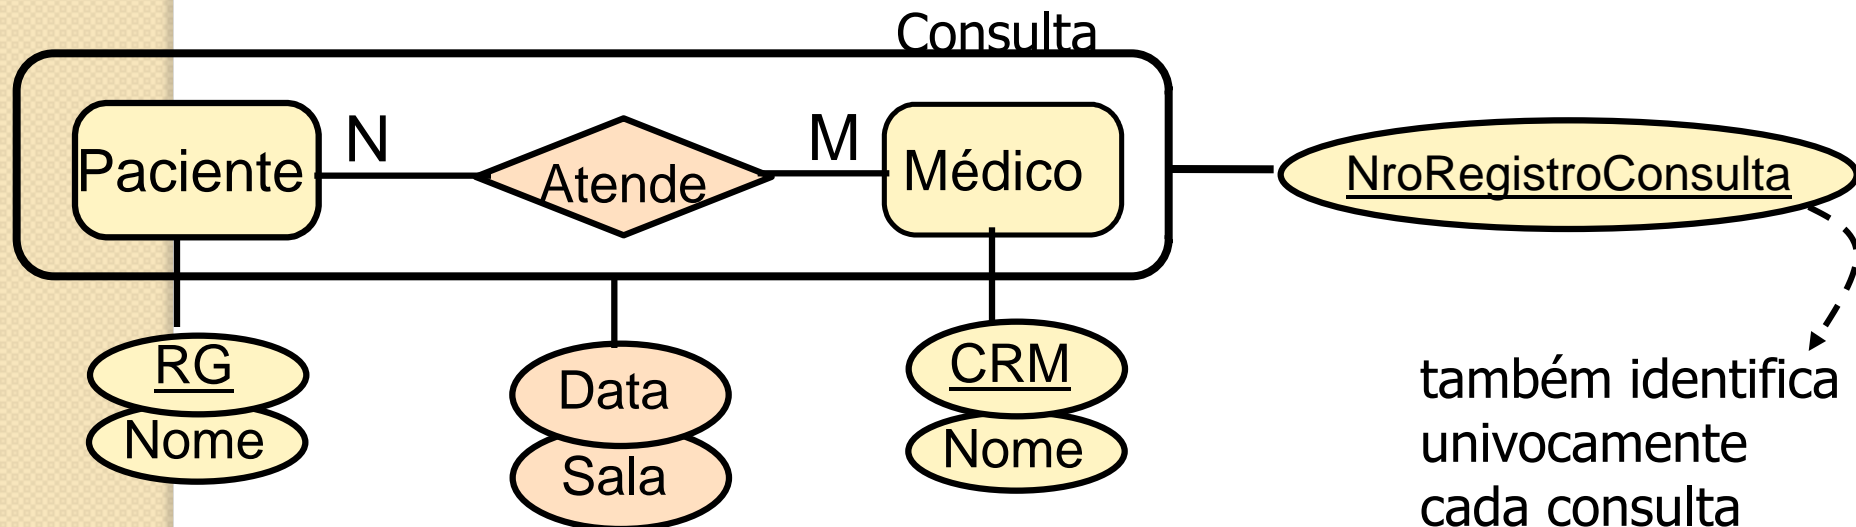 Consulta
Paciente
N
Atende
M
Médico
NroRegistroConsulta
RG
Nome
Data
Sala
CRM
Nome
também identifica
univocamente
cada consulta